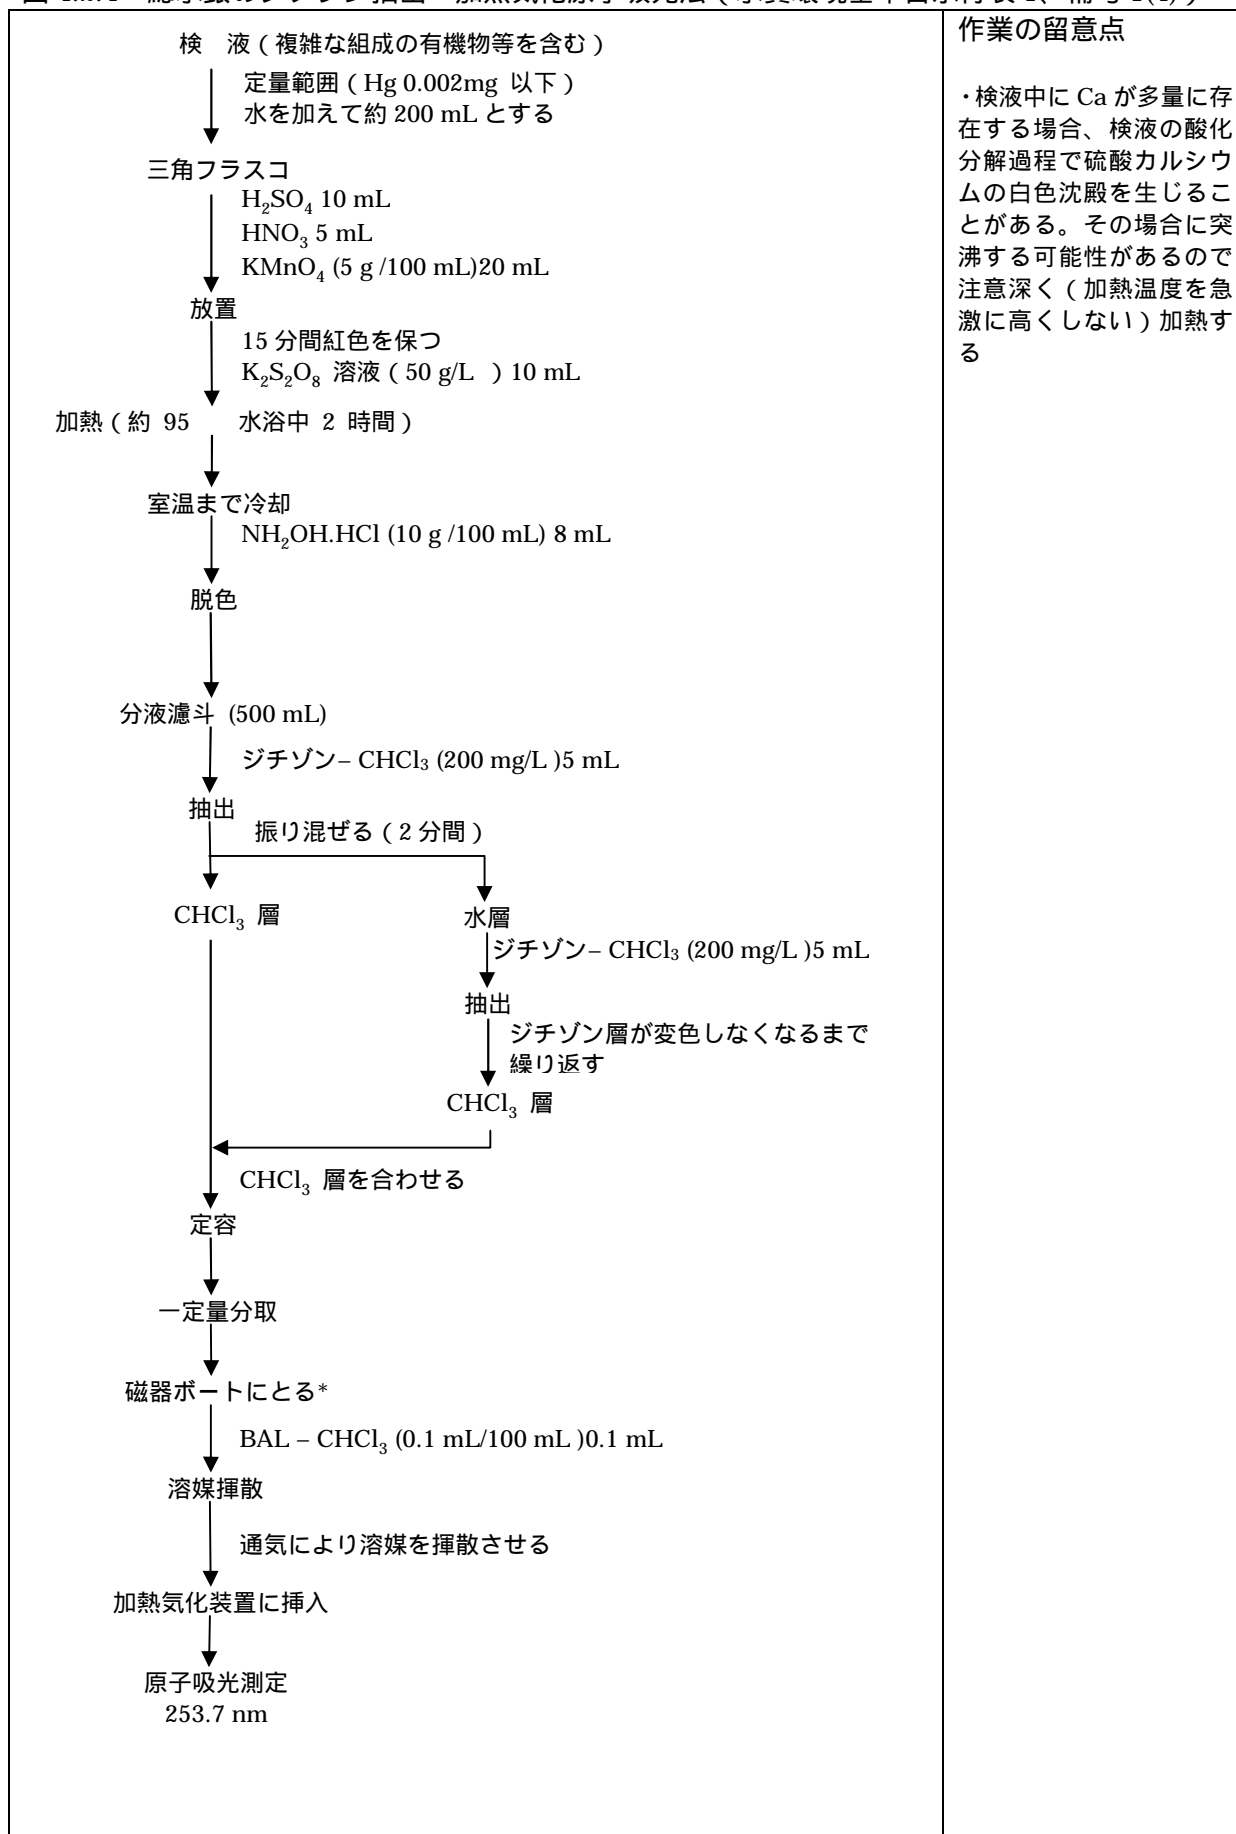 検　液（複雑な組成の有機物等を含む）
定量範囲（Hg 0.002mg 以下）
水を加えて約 200 mL とする
三角フラスコ
H₂SO₄ 10 mL
HNO₃ 5 mL
KMnO₄ (5 g /100 mL)20 mL
放置
15 分間紅色を保つ
K₂S₂O₈ 溶液（50 g/L ）10 mL
加熱（約 95　水浴中 2 時間）
室温まで冷却
NH₂OH.HCl (10 g /100 mL) 8 mL
脱色
分液濾斗 (500 mL)
ジチゾン– CHCl₃ (200 mg/L )5 mL
抽出
振り混ぜる（2 分間）
CHCl₃ 層
水層
ジチゾン– CHCl₃ (200 mg/L )5 mL
抽出
ジチゾン層が変色しなくなるまで
繰り返す
CHCl₃ 層
CHCl₃ 層を合わせる
定容
一定量分取
磁器ボートにとる*
BAL – CHCl₃ (0.1 mL/100 mL )0.1 mL
溶媒揮散
通気により溶媒を揮散させる
加熱気化装置に挿入
原子吸光測定
253.7 nm
作業の留意点
・検液中に Ca が多量に存
在する場合、検液の酸化
分解過程で硫酸カルシウ
ムの白色沈殿を生じるこ
とがある。その場合に突
沸する可能性があるので
注意深く（加熱温度を急
激に高くしない）加熱す
る